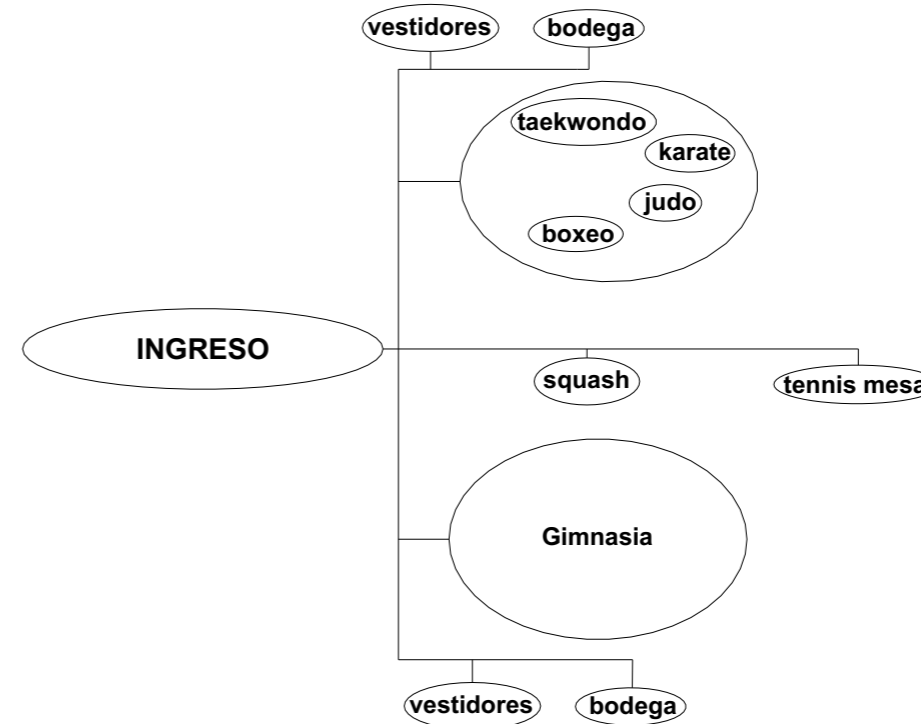 vestidores
bodega
taekwondo
karate
judo
boxeo
INGRESO
squash
tennis mesa
Gimnasia
vestidores
bodega